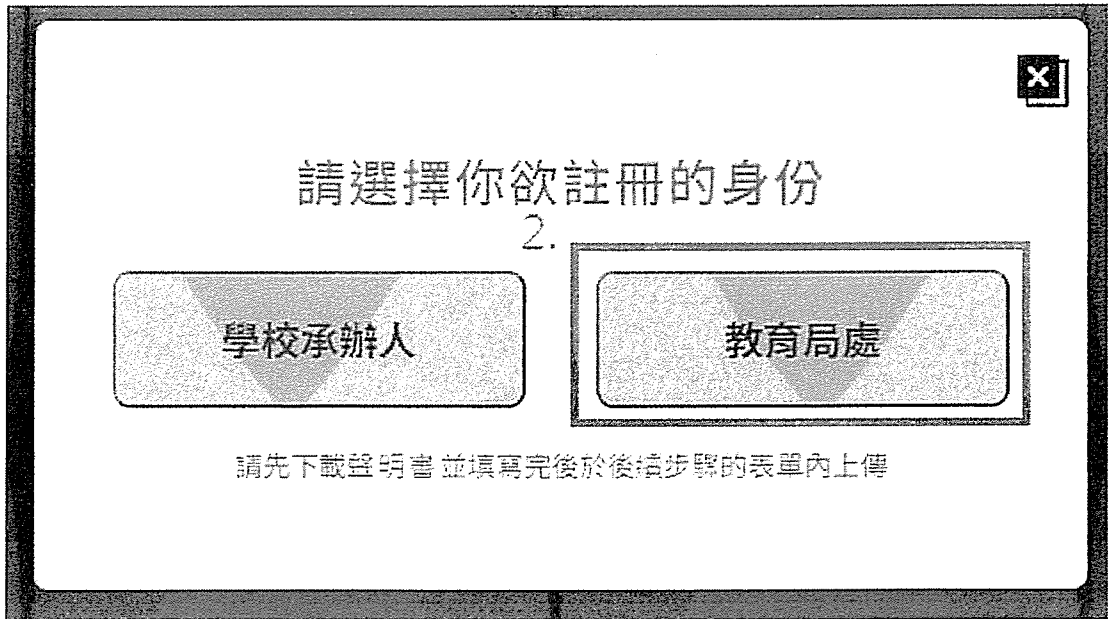 X
請選擇你欲註冊的身份
2.
學校承辦人
教育局處
請先下載聲明書並填寫完後於後續步驟的表單內上傳